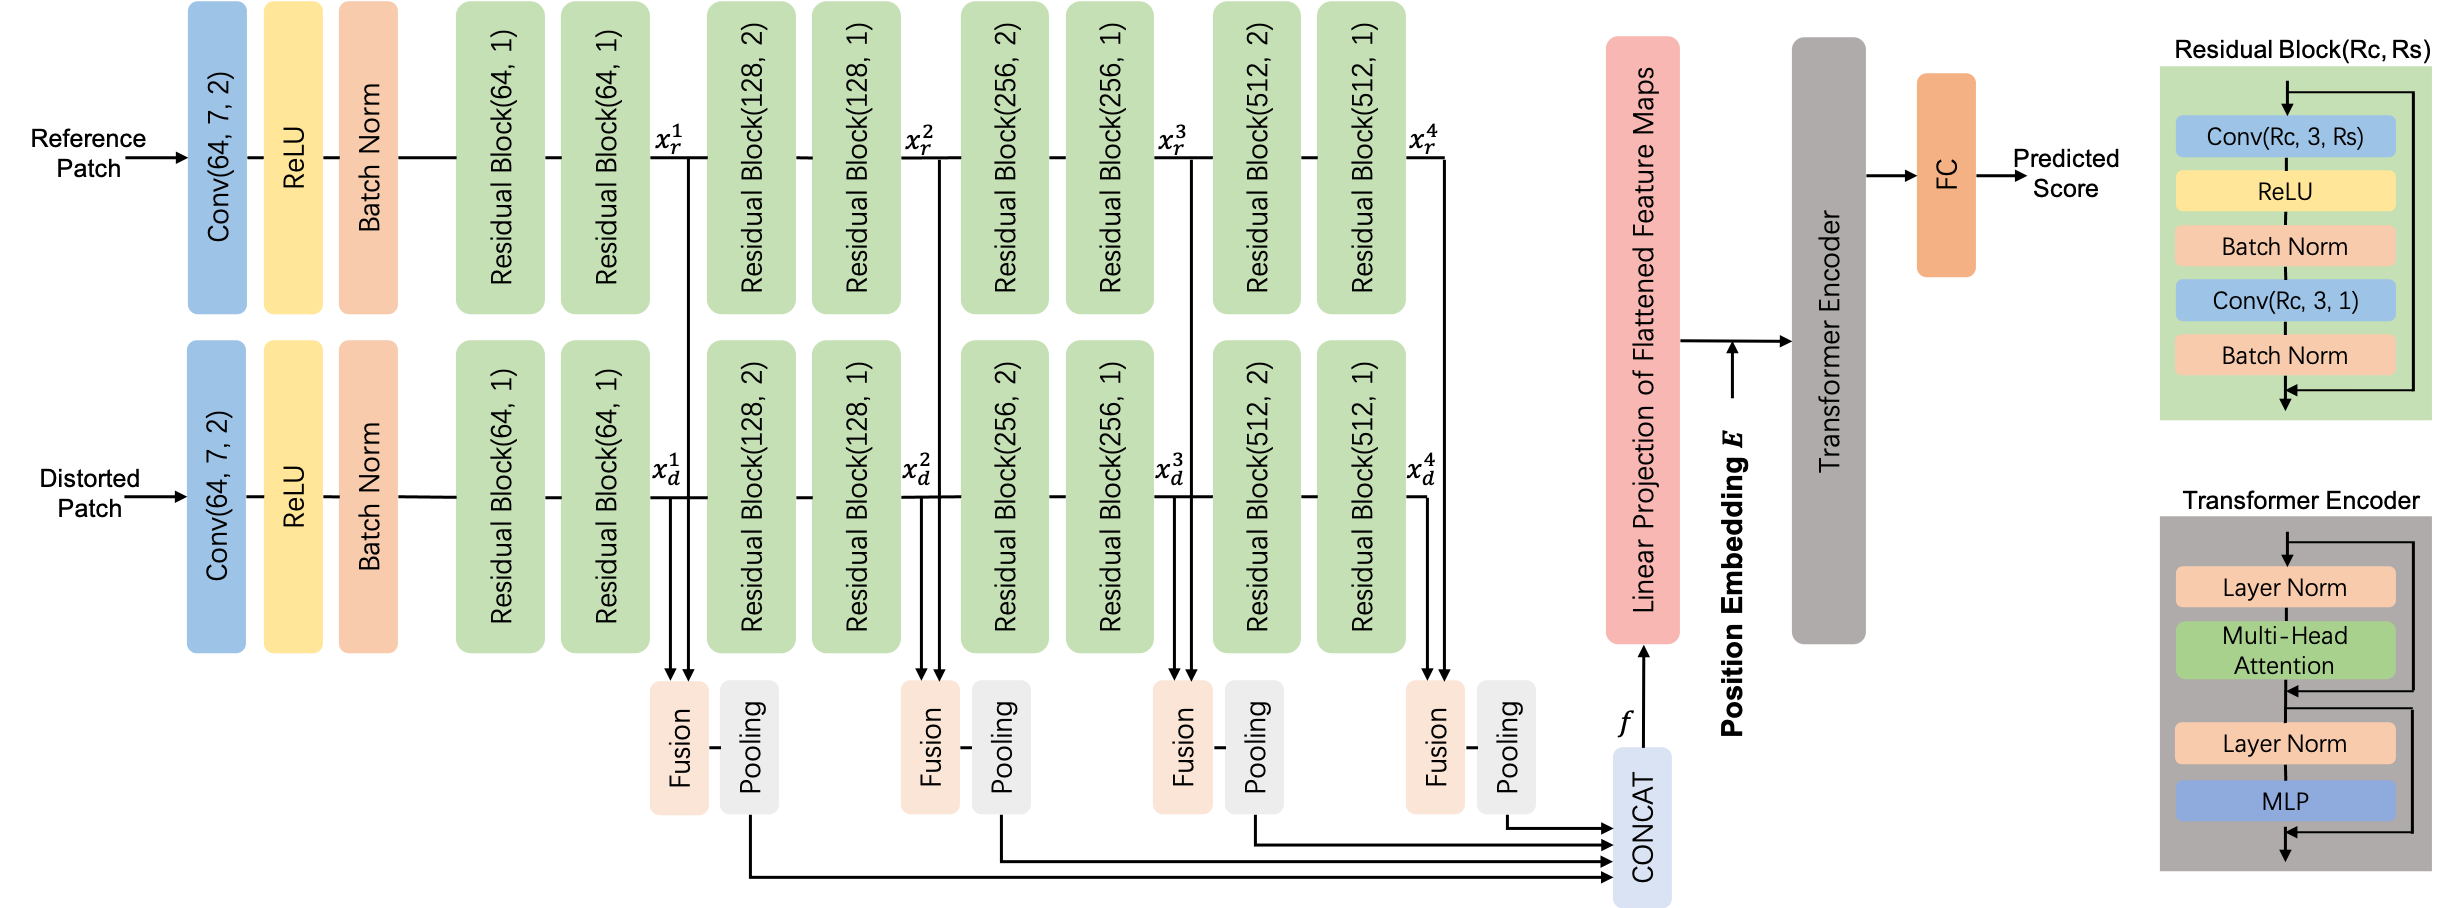 Reference
Patch
Conv(64, 7, 2)
ReLU
Batch Norm
Residual Block(64, 1)
Residual Block(64, 1)
x_r^1
Residual Block(128, 2)
Residual Block(128, 1)
x_r^2
Residual Block(256, 2)
Residual Block(256, 1)
x_r^3
Residual Block(512, 2)
Residual Block(512, 1)
x_r^4
Distorted
Patch
Conv(64, 7, 2)
ReLU
Batch Norm
Residual Block(64, 1)
Residual Block(64, 1)
x_d^1
Residual Block(128, 2)
Residual Block(128, 1)
x_d^2
Residual Block(256, 2)
Residual Block(256, 1)
x_d^3
Residual Block(512, 2)
Residual Block(512, 1)
x_d^4
Fusion
Pooling
Fusion
Pooling
Fusion
Pooling
Fusion
Pooling
CONCAT
f
Linear Projection of Flattened Feature Maps
Position Embedding E
Transformer Encoder
FC
Predicted
Score
Residual Block(Rc, Rs)
Conv(Rc, 3, Rs)
ReLU
Batch Norm
Conv(Rc, 3, 1)
Batch Norm
Transformer Encoder
Layer Norm
Multi-Head
Attention
Layer Norm
MLP